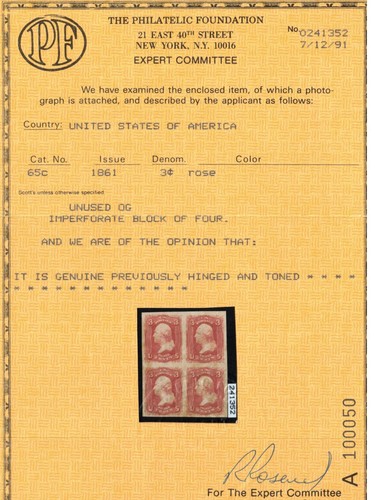 PF
THE PHILATELIC FOUNDATION
21 EAST 40TH STREET
NEW YORK, N.Y. 10016
EXPERT COMMITTEE
No 0241352
7/12/91
We have examined the enclosed item, of which a photo-
graph is attached, and described by the applicant as follows:
Country: UNITED STATES OF AMERICA
Cat. No. Issue Denom. Color
65c 1861 3¢ rose
Scott's unless otherwise specified
UNUSED OG
IMPERFORATE BLOCK OF FOUR.
AND WE ARE OF THE OPINION THAT:
IT IS GENUINE PREVIOUSLY HINGED AND TONED * * * *
* * * * * * * * * * * * *
241352
A 100050
For The Expert Committee